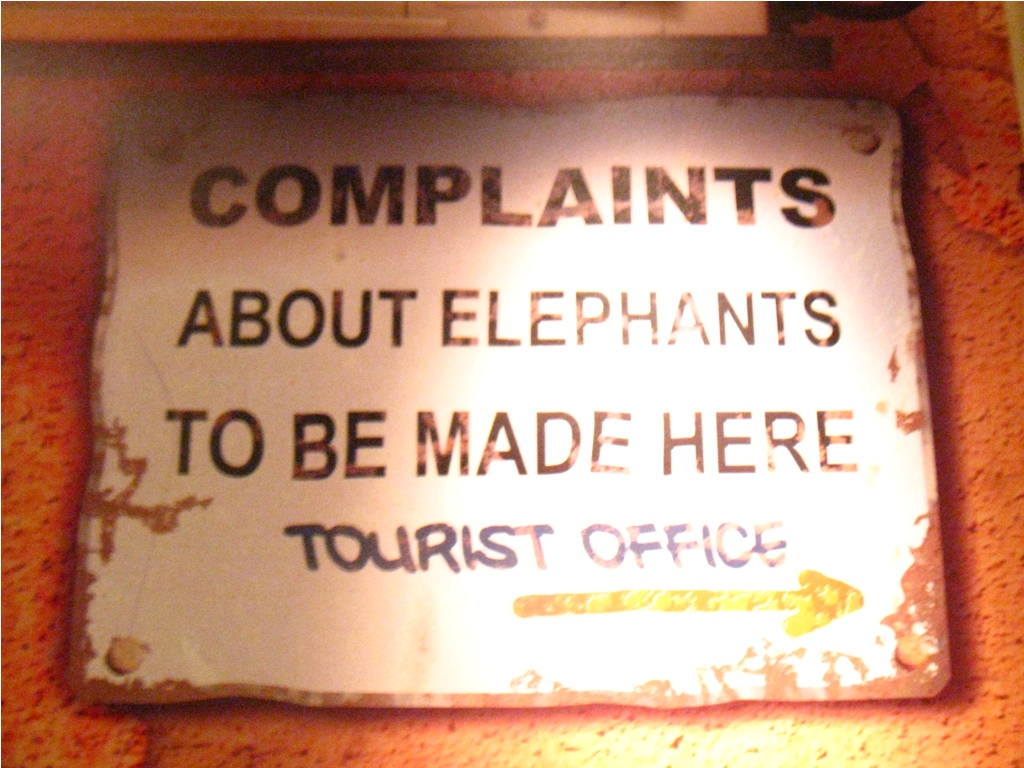 COMPLAINTS
ABOUT ELEPHANTS
TO BE MADE HERE
TOURIST OFFICE